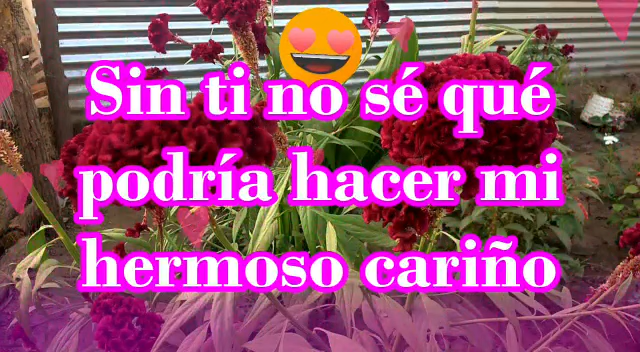 Sin ti no sé qué
podría hacer mi
hermoso cariño